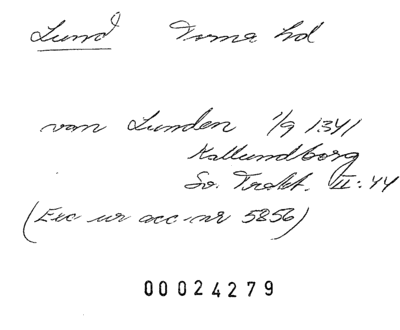 Lund Torna hd
van Lunden 1/9 1341
Kallundborg
Sv. Trakt. II:44
(Exc ur acc-nr 5856)
00024279